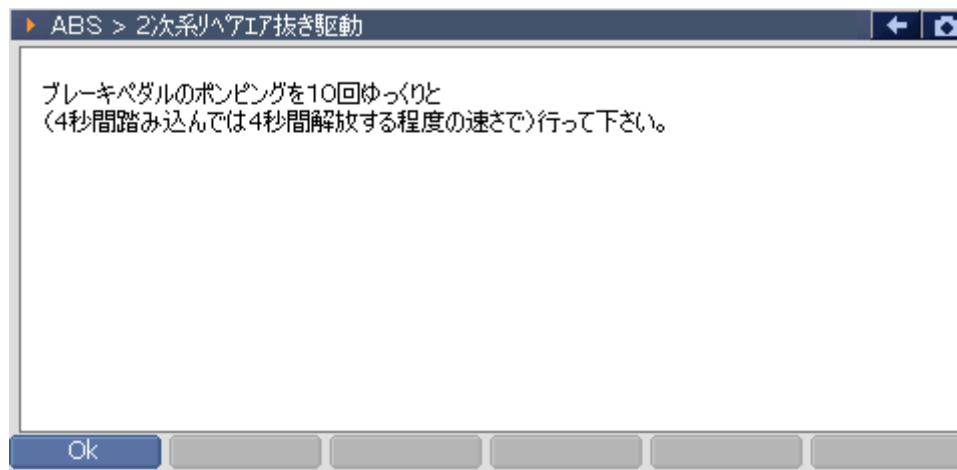 ABS > 2次系リペアエア抜き駆動
ブレーキペダルのポンピングを10回ゆっくりと
(4秒間踏み込んでは4秒間解放する程度の速さで)行って下さい。
Ok